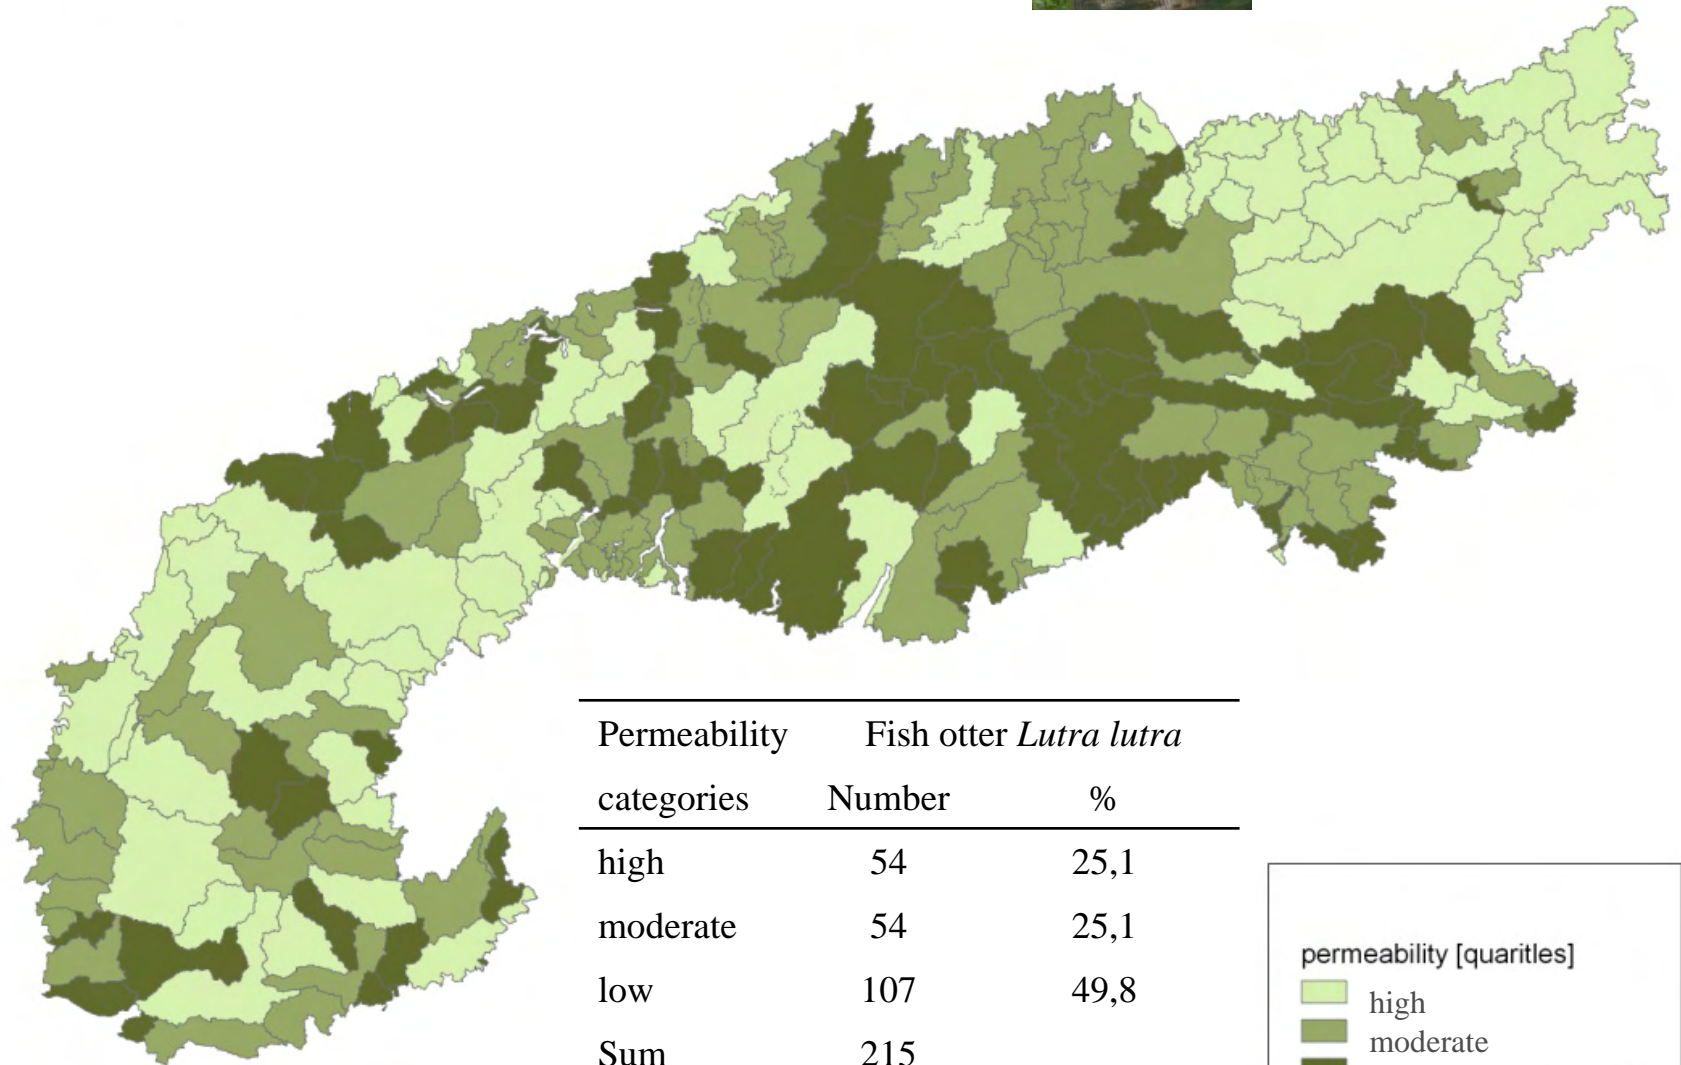 Permeability Fish otter Lutra lutra
categories Number %
high 54 25,1
moderate 54 25,1
low 107 49,8
Sum 215
permeability [quaritles]
high
moderate